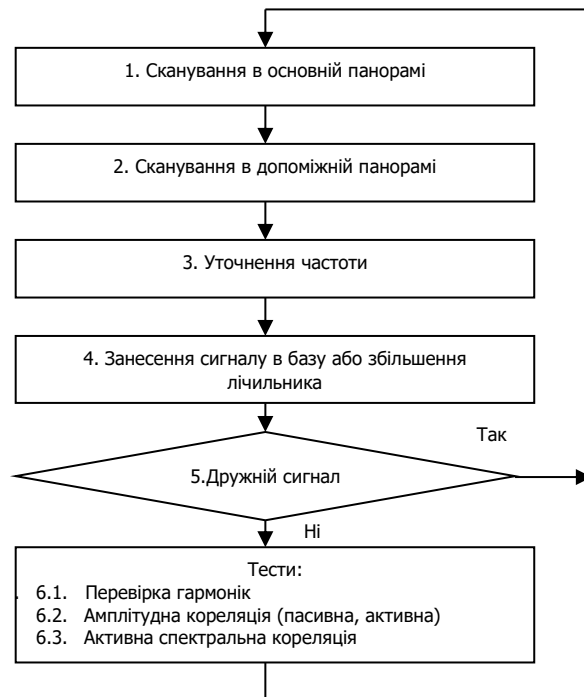 1. Сканування в основній панорамі
2. Сканування в допоміжній панорамі
3. Уточнення частоти
4. Занесення сигналу в базу або збільшення
лічильника
Так
5.Дружній сигнал
Ні
Тести:
. 6.1. Перевірка гармонік
6.2. Амплітудна кореляція (пасивна, активна)
6.3. Активна спектральна кореляція